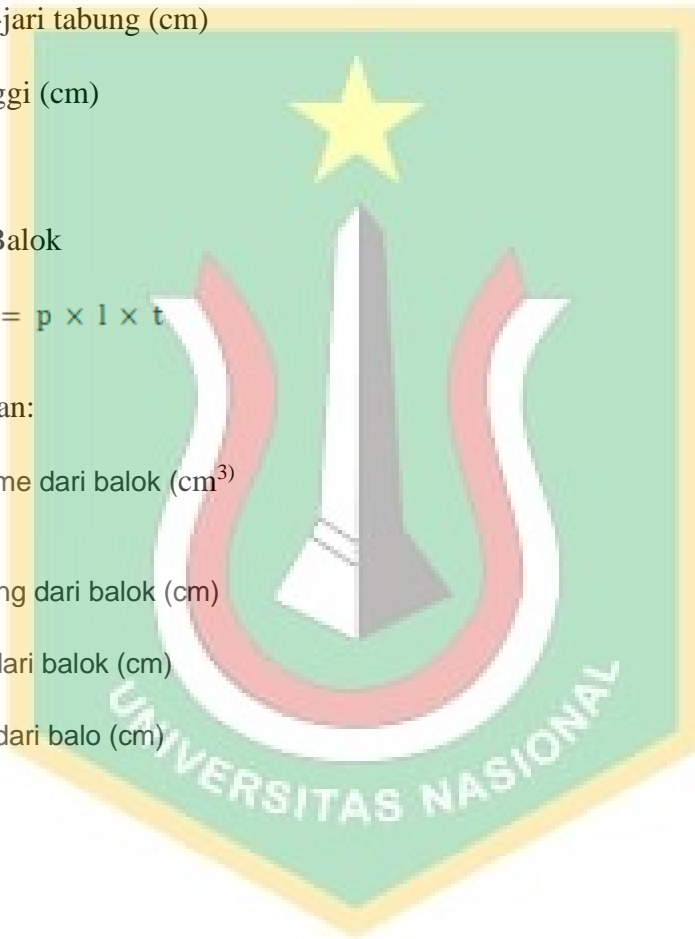 -jari tabung (cm)
ggi (cm)
Balok
= p × l × t
an:
me dari balok (cm³⁾
ng dari balok (cm)
dari balok (cm)
dari balo (cm)
UNIVERSITAS NASIONAL